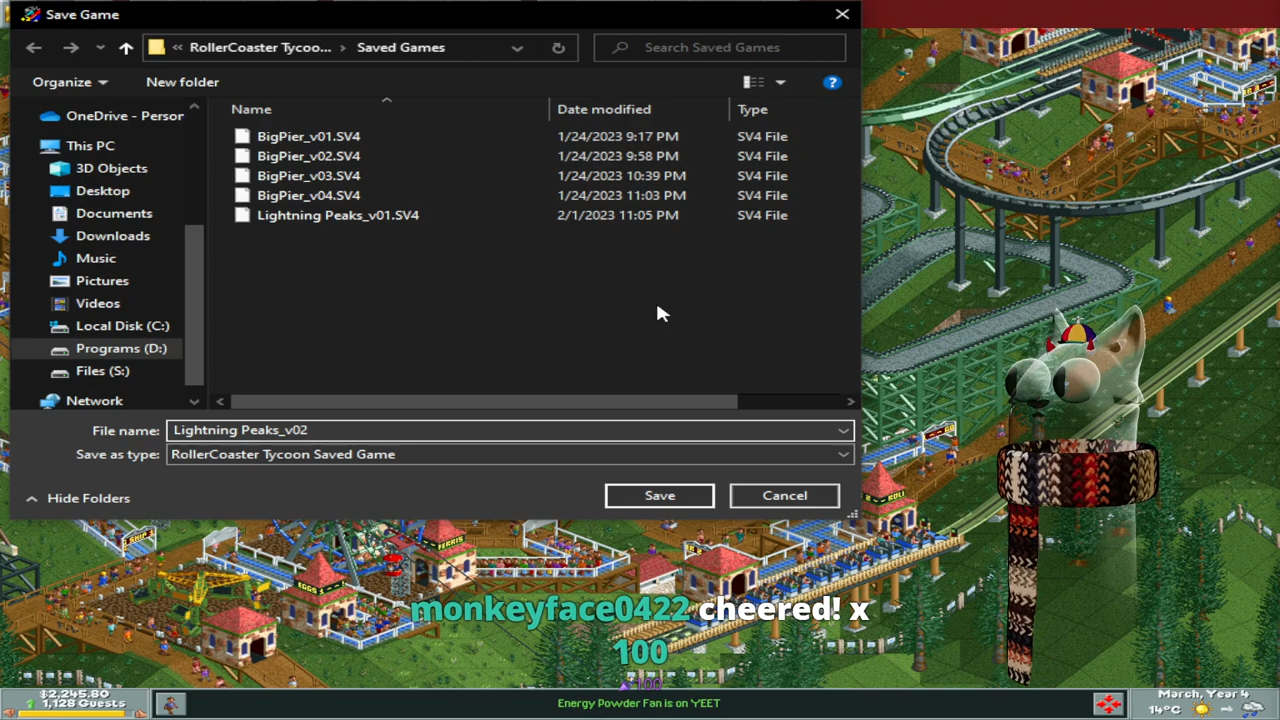 Save Game
« RollerCoaster Tycoo... › Saved Games
Search Saved Games
Organize
New folder
Name
Date modified
Type
OneDrive - Person
This PC
3D Objects
Desktop
Documents
Downloads
Music
Pictures
Videos
Local Disk (C:)
Programs (D:)
Files (S:)
Network
BigPier_v01.SV4 1/24/2023 9:17 PM SV4 File
BigPier_v02.SV4 1/24/2023 9:58 PM SV4 File
BigPier_v03.SV4 1/24/2023 10:39 PM SV4 File
BigPier_v04.SV4 1/24/2023 11:03 PM SV4 File
Lightning Peaks_v01.SV4 2/1/2023 11:05 PM SV4 File
File name: Lightning Peaks_v02
Save as type: RollerCoaster Tycoon Saved Game
Hide Folders
Save
Cancel
FERRIS
EGGS
monkeyface0422 cheered! x
100
100
$2,245.80
1,128 Guests
Energy Powder Fan is on YEET
March, Year 4
14°C